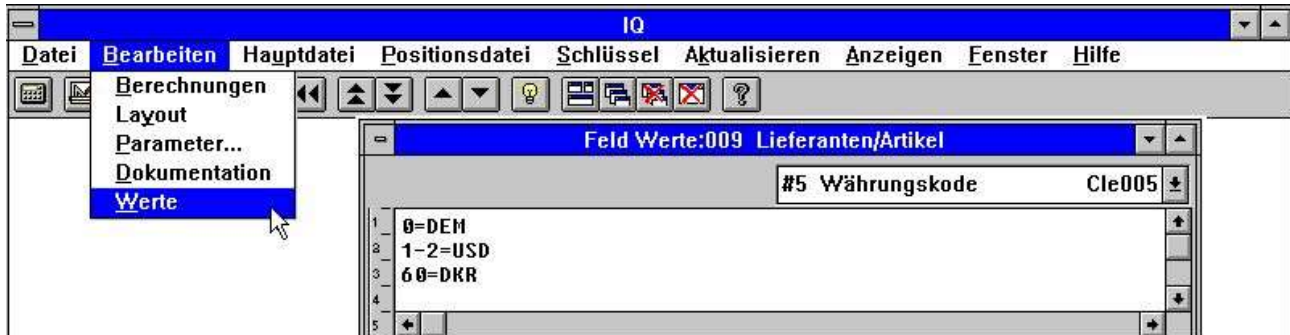 IQ
Datei Bearbeiten Hauptdatei Positionsdatei Schlüssel Aktualisieren Anzeigen Fenster Hilfe
Berechnungen
Layout
Parameter...
Dokumentation
Werte
Feld Werte:009 Lieferanten/Artikel
#5 Währungskode Cle005
1 0=DEM
2 1-2=USD
3 60=DKR
4
5